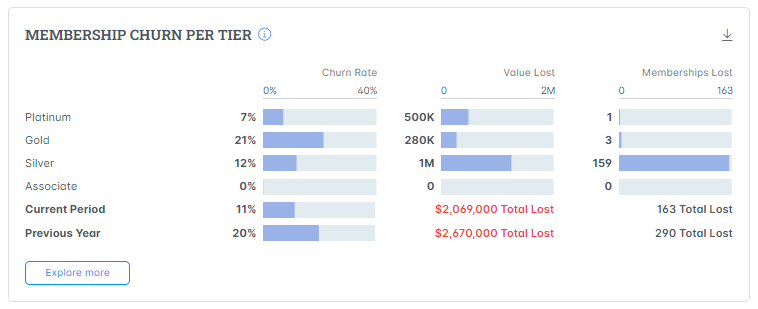 MEMBERSHIP CHURN PER TIER
Churn Rate Value Lost Memberships Lost
0% 40% 0 2M 0 163
Platinum 7% 500K 1
Gold 21% 280K 3
Silver 12% 1M 159
Associate 0% 0 0
Current Period 11% $2,069,000 Total Lost 163 Total Lost
Previous Year 20% $2,670,000 Total Lost 290 Total Lost
Explore more